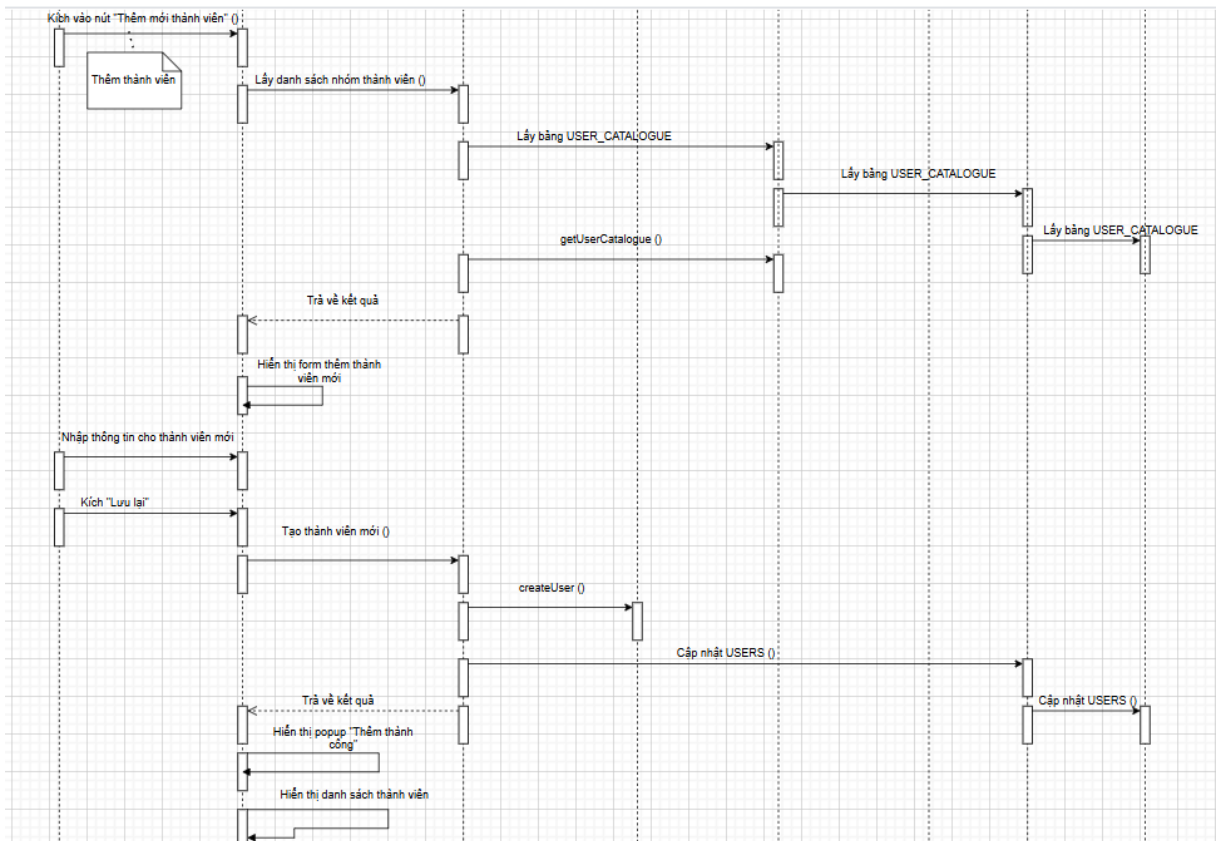 Kích vào nút "Thêm mới thành viên" ()
Thêm thành viên
Lấy danh sách nhóm thành viên ()
Lấy bảng USER_CATALOGUE
Lấy bảng USER_CATALOGUE
Lấy bảng USER_CATALOGUE
getUserCatalogue ()
Trả về kết quả
Hiển thị form thêm thành
viên mới
Nhập thông tin cho thành viên mới
Kích "Lưu lại"
Tạo thành viên mới ()
createUser ()
Cập nhật USERS ()
Trả về kết quả
Cập nhật USERS ()
Hiển thị popup "Thêm thành
công"
Hiển thị danh sách thành viên